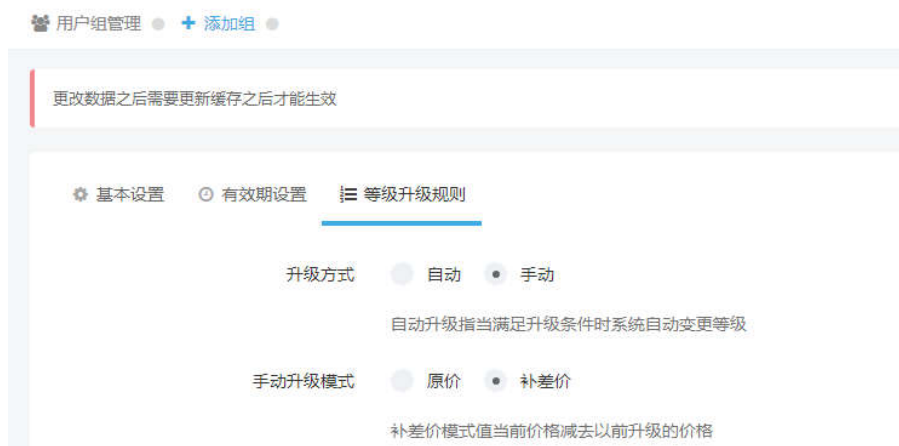 用户组管理 添加组
更改数据之后需要更新缓存之后才能生效
基本设置 有效期设置 等级升级规则
升级方式 自动 手动
自动升级指当满足升级条件时系统自动变更等级
手动升级模式 原价 补差价
补差价模式值当前价格减去以前升级的价格